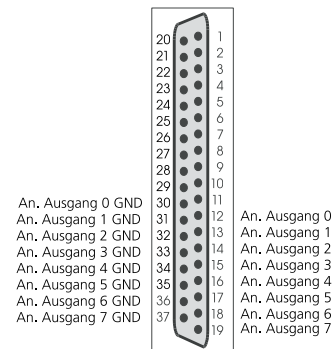 20 1
21 2
22 3
23 4
24 5
25 6
26 7
27 8
28 9
29 10
An. Ausgang 0 GND 30 11
An. Ausgang 1 GND 31 12 An. Ausgang 0
An. Ausgang 2 GND 32 13 An. Ausgang 1
An. Ausgang 3 GND 33 14 An. Ausgang 2
An. Ausgang 4 GND 34 15 An. Ausgang 3
An. Ausgang 5 GND 35 16 An. Ausgang 4
An. Ausgang 6 GND 36 17 An. Ausgang 5
An. Ausgang 7 GND 37 18 An. Ausgang 6
19 An. Ausgang 7